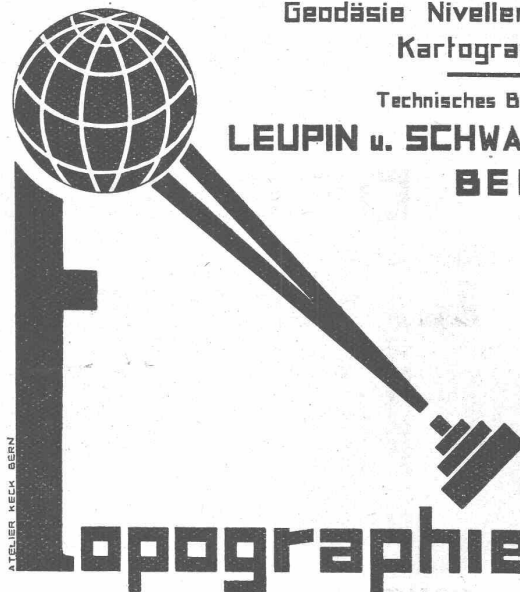 Geodäsie
Technisches
LEUPIN u.
topographie
ATELIER KECK BERN